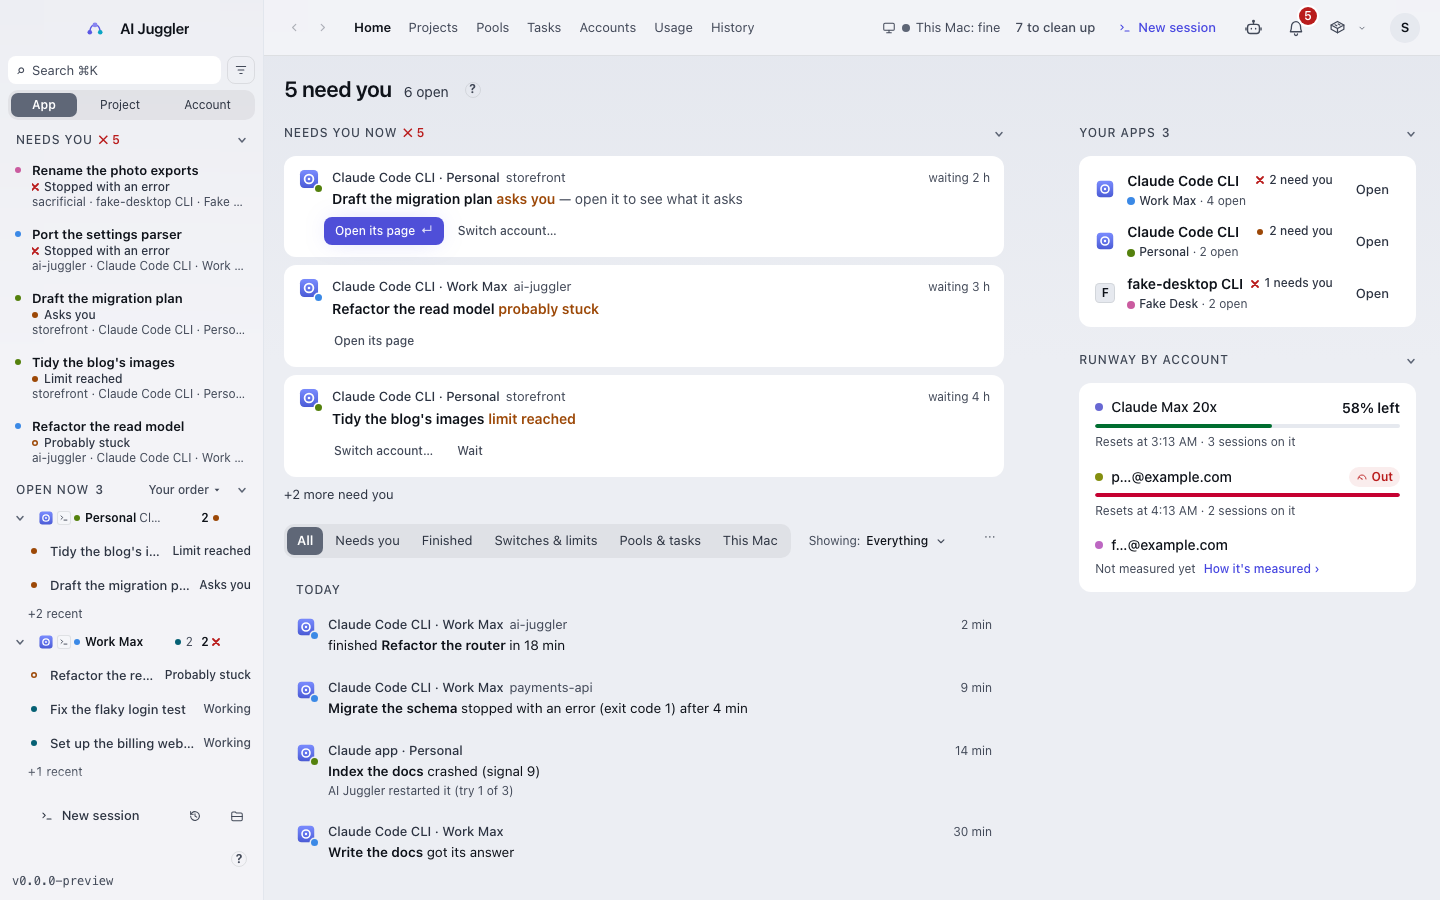 AI Juggler
Search ⌘K
App Project Account
NEEDS YOU 5
Rename the photo exports
Stopped with an error
sacrificial · fake-desktop CLI · Fake ...
Port the settings parser
Stopped with an error
ai-juggler · Claude Code CLI · Work ...
Draft the migration plan
Asks you
storefront · Claude Code CLI · Perso...
Tidy the blog's images
Limit reached
storefront · Claude Code CLI · Perso...
Refactor the read model
Probably stuck
ai-juggler · Claude Code CLI · Work ...
OPEN NOW 3 Your order
Personal Cl... 2
Tidy the blog's i... Limit reached
Draft the migration p... Asks you
+2 recent
Work Max 2 2
Refactor the re... Probably stuck
Fix the flaky login test Working
Set up the billing web... Working
+1 recent
New session
?
v0.0.0-preview
Home Projects Pools Tasks Accounts Usage History
This Mac: fine 7 to clean up New session 5 S
5 need you 6 open ?
NEEDS YOU NOW 5
Claude Code CLI · Personal storefront waiting 2 h
Draft the migration plan asks you — open it to see what it asks
Open its page ↵ Switch account...
Claude Code CLI · Work Max ai-juggler waiting 3 h
Refactor the read model probably stuck
Open its page
Claude Code CLI · Personal storefront waiting 4 h
Tidy the blog's images limit reached
Switch account... Wait
+2 more need you
All Needs you Finished Switches & limits Pools & tasks This Mac Showing: Everything ...
TODAY
Claude Code CLI · Work Max ai-juggler 2 min
finished Refactor the router in 18 min
Claude Code CLI · Work Max payments-api 9 min
Migrate the schema stopped with an error (exit code 1) after 4 min
Claude app · Personal 14 min
Index the docs crashed (signal 9)
AI Juggler restarted it (try 1 of 3)
Claude Code CLI · Work Max 30 min
Write the docs got its answer
YOUR APPS 3
Claude Code CLI 2 need you Open
Work Max · 4 open
Claude Code CLI 2 need you Open
Personal · 2 open
F fake-desktop CLI 1 needs you Open
Fake Desk · 2 open
RUNWAY BY ACCOUNT
Claude Max 20x 58% left
Resets at 3:13 AM · 3 sessions on it
p...@example.com Out
Resets at 4:13 AM · 2 sessions on it
f...@example.com
Not measured yet How it's measured ›